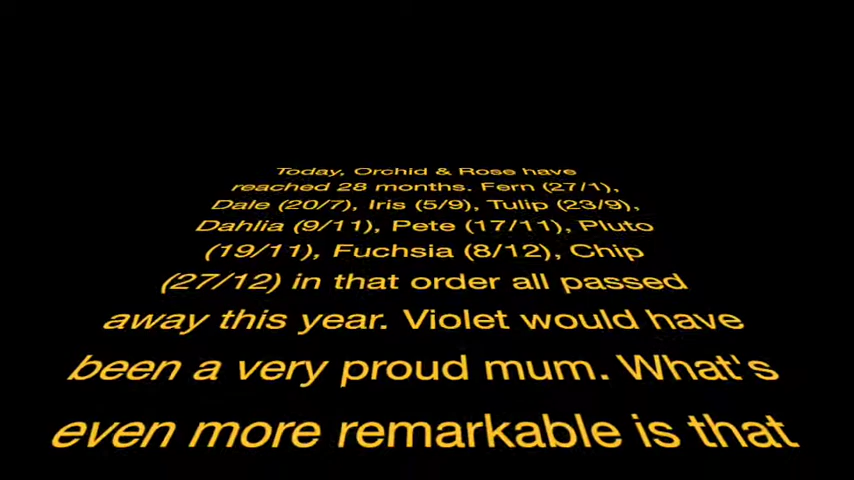 Today, Orchid & Rose have
reached 28 months. Fern (27/1),
Dale (20/7), Iris (5/9), Tulip (23/9),
Dahlia (9/11), Pete (17/11), Pluto
(19/11), Fuchsia (8/12), Chip
(27/12) in that order all passed
away this year. Violet would have
been a very proud mum. What's
even more remarkable is that